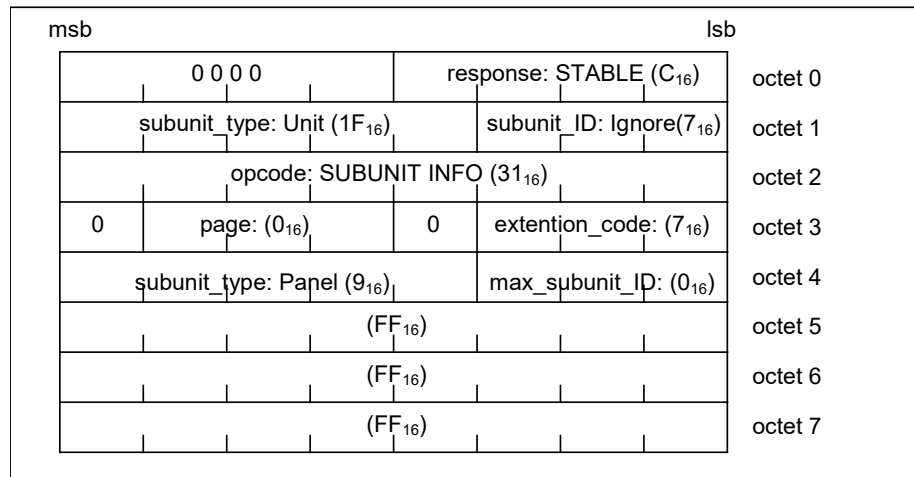 msb lsb
0 0 0 0 response: STABLE (C₁₆) octet 0
subunit_type: Unit (1F₁₆) subunit_ID: Ignore(7₁₆) octet 1
opcode: SUBUNIT INFO (31₁₆) octet 2
0 page: (0₁₆) 0 extention_code: (7₁₆) octet 3
subunit_type: Panel (9₁₆) max_subunit_ID: (0₁₆) octet 4
(FF₁₆) octet 5
(FF₁₆) octet 6
(FF₁₆) octet 7